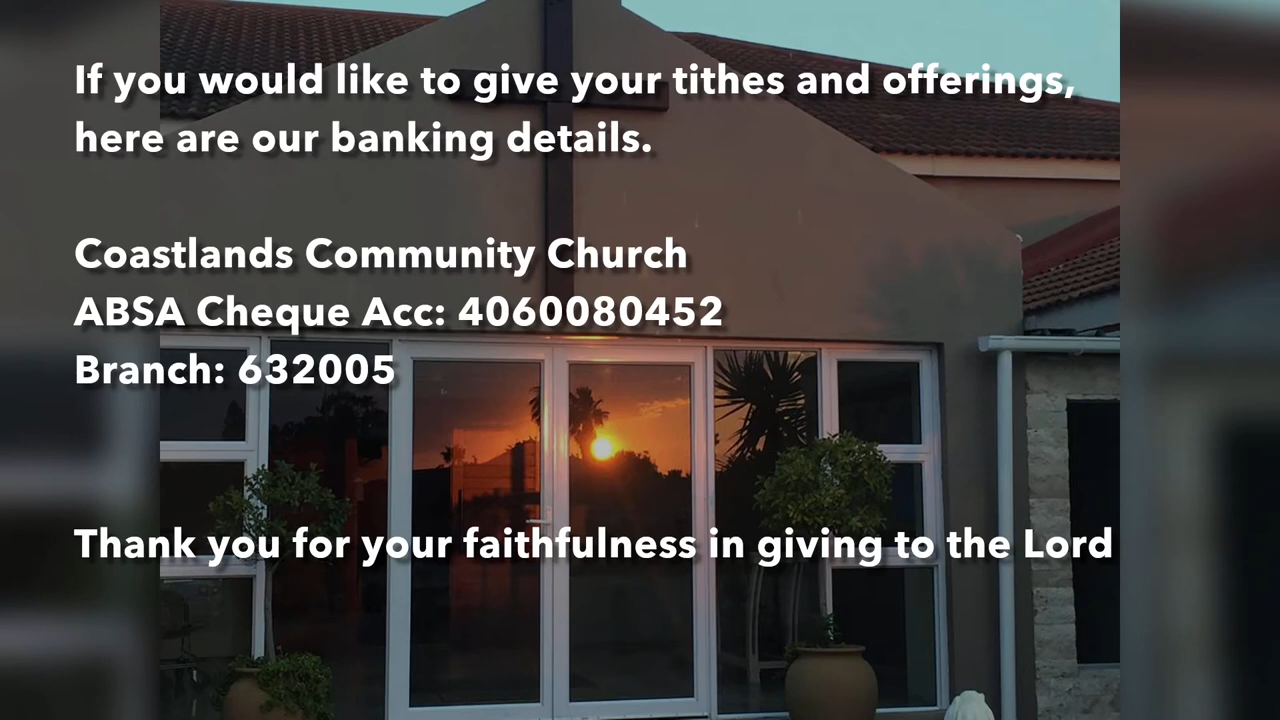 If you would like to give your tithes and offerings,
here are our banking details.
Coastlands Community Church
ABSA Cheque Acc: 4060080452
Branch: 632005
Thank you for your faithfulness in giving to the Lord